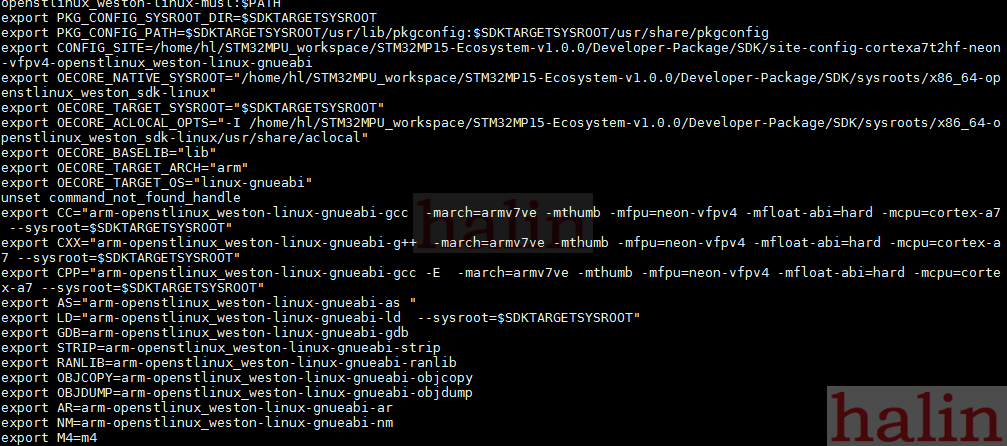 openstlinux_weston-linux-musl:$PATH
export PKG_CONFIG_SYSROOT_DIR=$SDKTARGETSYSROOT
export PKG_CONFIG_PATH=$SDKTARGETSYSROOT/usr/lib/pkgconfig:$SDKTARGETSYSROOT/usr/share/pkgconfig
export CONFIG_SITE=/home/hl/STM32MPU_workspace/STM32MP15-Ecosystem-v1.0.0/Developer-Package/SDK/site-config-cortexa7t2hf-neon
-vfpv4-openstlinux_weston-linux-gnueabi
export OECORE_NATIVE_SYSROOT="/home/hl/STM32MPU_workspace/STM32MP15-Ecosystem-v1.0.0/Developer-Package/SDK/sysroots/x86_64-op
enstlinux_weston_sdk-linux"
export OECORE_TARGET_SYSROOT="$SDKTARGETSYSROOT"
export OECORE_ACLOCAL_OPTS="-I /home/hl/STM32MPU_workspace/STM32MP15-Ecosystem-v1.0.0/Developer-Package/SDK/sysroots/x86_64-o
penstlinux_weston_sdk-linux/usr/share/aclocal"
export OECORE_BASELIB="lib"
export OECORE_TARGET_ARCH="arm"
export OECORE_TARGET_OS="linux-gnueabi"
unset command_not_found_handle
halin
export CC="arm-openstlinux_weston-linux-gnueabi-gcc  -march=armv7ve -mthumb -mfpu=neon-vfpv4 -mfloat-abi=hard -mcpu=cortex-a7
 --sysroot=$SDKTARGETSYSROOT"
export CXX="arm-openstlinux_weston-linux-gnueabi-g++  -march=armv7ve -mthumb -mfpu=neon-vfpv4 -mfloat-abi=hard -mcpu=cortex-a
7 --sysroot=$SDKTARGETSYSROOT"
export CPP="arm-openstlinux_weston-linux-gnueabi-gcc -E  -march=armv7ve -mthumb -mfpu=neon-vfpv4 -mfloat-abi=hard -mcpu=corte
x-a7 --sysroot=$SDKTARGETSYSROOT"
export AS="arm-openstlinux_weston-linux-gnueabi-as "
export LD="arm-openstlinux_weston-linux-gnueabi-ld  --sysroot=$SDKTARGETSYSROOT"
export GDB=arm-openstlinux_weston-linux-gnueabi-gdb
export STRIP=arm-openstlinux_weston-linux-gnueabi-strip
export RANLIB=arm-openstlinux_weston-linux-gnueabi-ranlib
export OBJCOPY=arm-openstlinux_weston-linux-gnueabi-objcopy
export OBJDUMP=arm-openstlinux_weston-linux-gnueabi-objdump
export AR=arm-openstlinux_weston-linux-gnueabi-ar
export NM=arm-openstlinux_weston-linux-gnueabi-nm
export M4=m4
halin